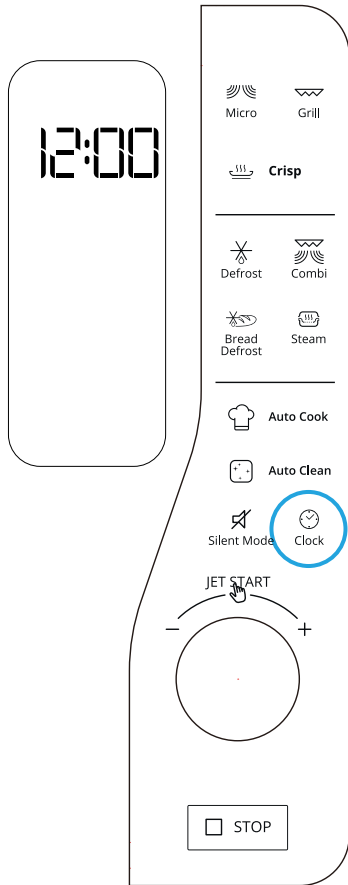 12:00
Micro Grill
Crisp
Defrost Combi
Bread
Defrost
Steam
Auto Cook
Auto Clean
Silent Mode Clock
JET START
− +
STOP